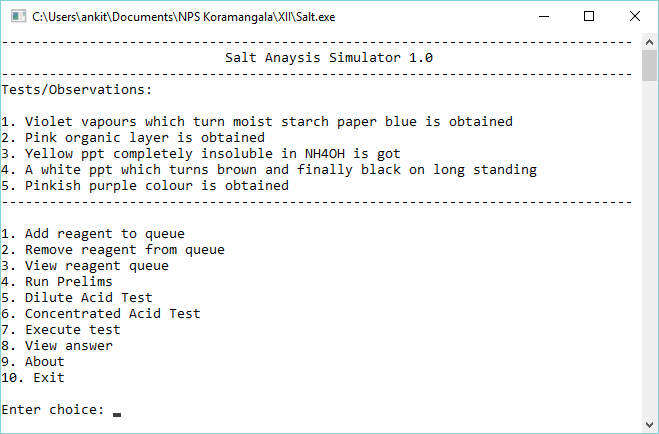 C:\Users\ankit\Documents\NPS Koramangala\XII\Salt.exe
-------------------------------------------------------------------------------
Salt Anaysis Simulator 1.0
-------------------------------------------------------------------------------
Tests/Observations:
1. Violet vapours which turn moist starch paper blue is obtained
2. Pink organic layer is obtained
3. Yellow ppt completely insoluble in NH4OH is got
4. A white ppt which turns brown and finally black on long standing
5. Pinkish purple colour is obtained
-------------------------------------------------------------------------------
1. Add reagent to queue
2. Remove reagent from queue
3. View reagent queue
4. Run Prelims
5. Dilute Acid Test
6. Concentrated Acid Test
7. Execute test
8. View answer
9. About
10. Exit
Enter choice: _